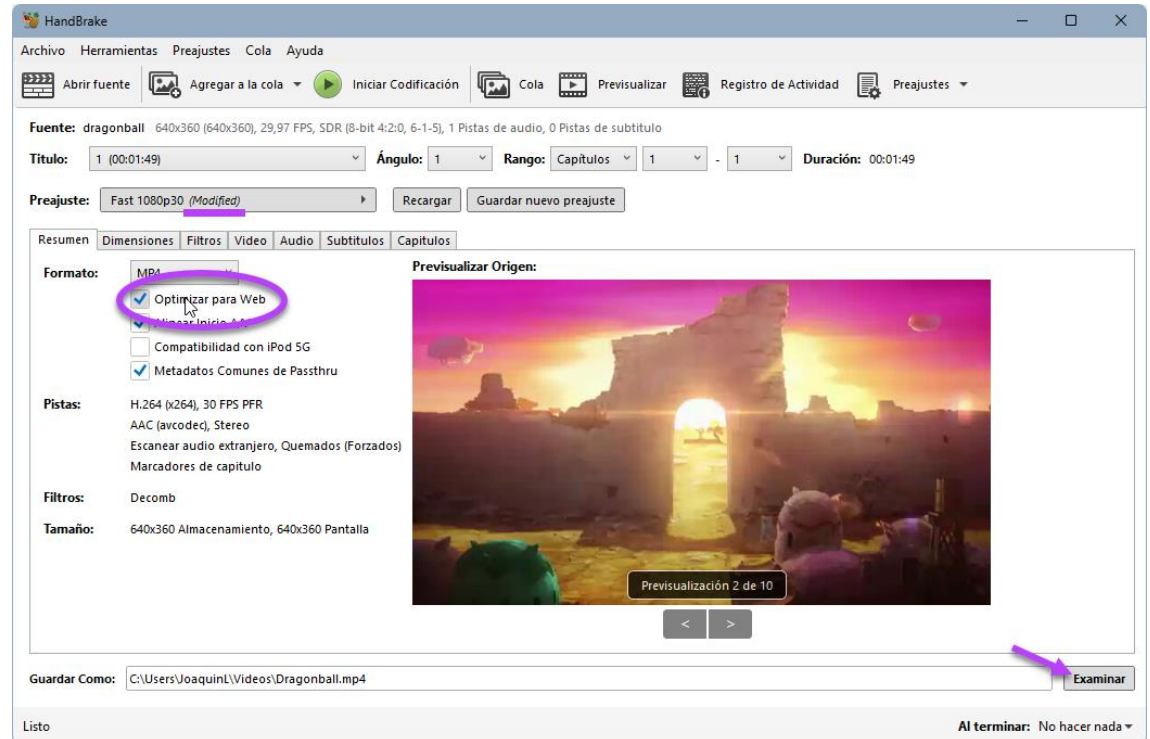 HandBrake
Archivo Herramientas Preajustes Cola Ayuda
Abrir fuente Agregar a la cola Iniciar Codificación Cola Previsualizar Registro de Actividad Preajustes
Fuente: dragonball 640x360 (640x360), 29,97 FPS, SDR (8-bit 4:2:0, 6-1-5), 1 Pistas de audio, 0 Pistas de subtitulo
Titulo: 1 (00:01:49) Ángulo: 1 Rango: Capítulos 1 - 1 Duración: 00:01:49
Preajuste: Fast 1080p30 (Modified) Recargar Guardar nuevo preajuste
Resumen Dimensiones Filtros Video Audio Subtitulos Capitulos
Formato: MP4 Previsualizar Origen:
Optimizar para Web
Alinear Inicio
Compatibilidad con iPod 5G
Metadatos Comunes de Passthru
Pistas: H.264 (x264), 30 FPS PFR
AAC (avcodec), Stereo
Escanear audio extranjero, Quemados (Forzados)
Marcadores de capitulo
Filtros: Decomb
Tamaño: 640x360 Almacenamiento, 640x360 Pantalla
Previsualización 2 de 10
< >
Guardar Como: C:\Users\JoaquinL\Videos\Dragonball.mp4 Examinar
Listo Al terminar: No hacer nada